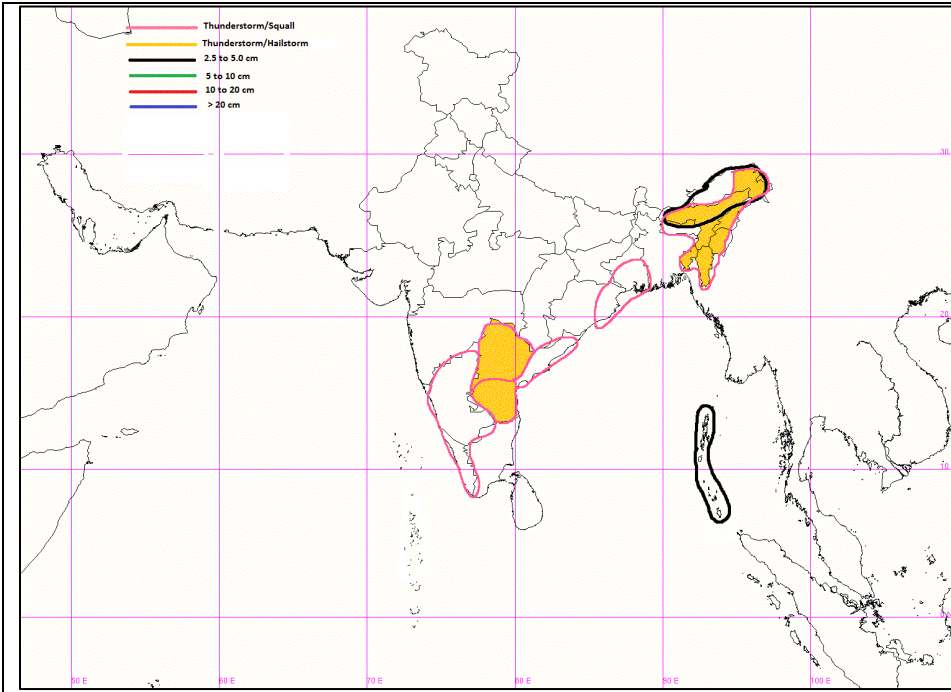 Thunderstorm/Squall
Thunderstorm/Hailstorm
2.5 to 5.0 cm
5 to 10 cm
10 to 20 cm
> 20 cm
30
20
10
50 E
60 E
70 E
80 E
90 E
100 E